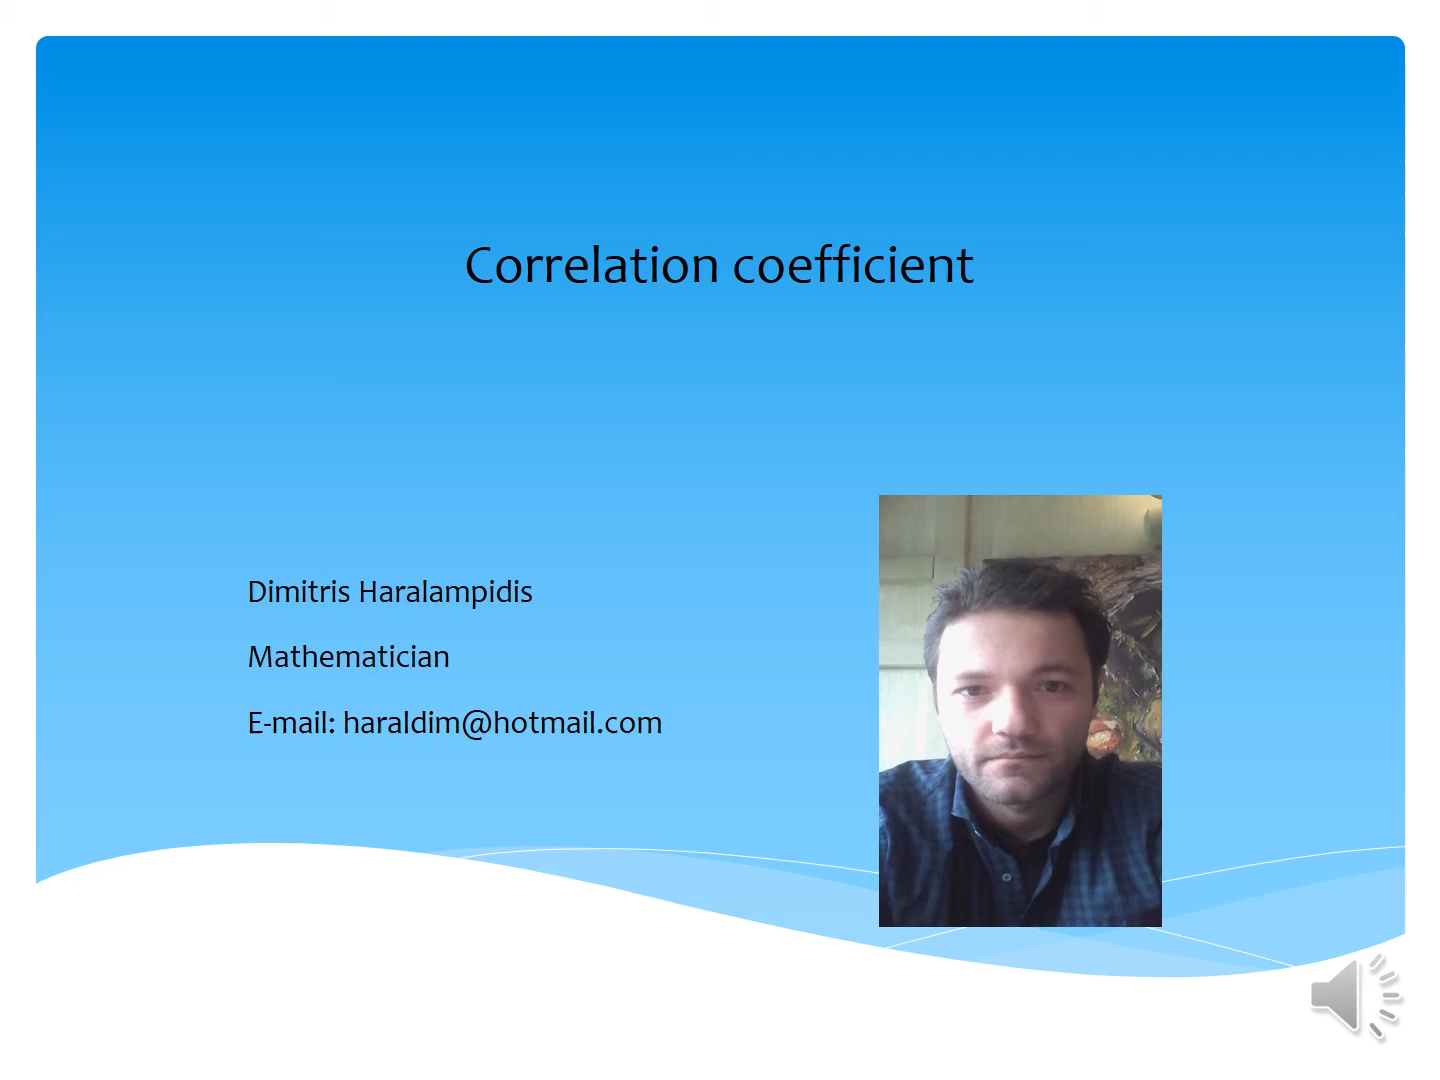 Correlation coefficient
Dimitris Haralampidis
Mathematician
E-mail: haraldim@hotmail.com